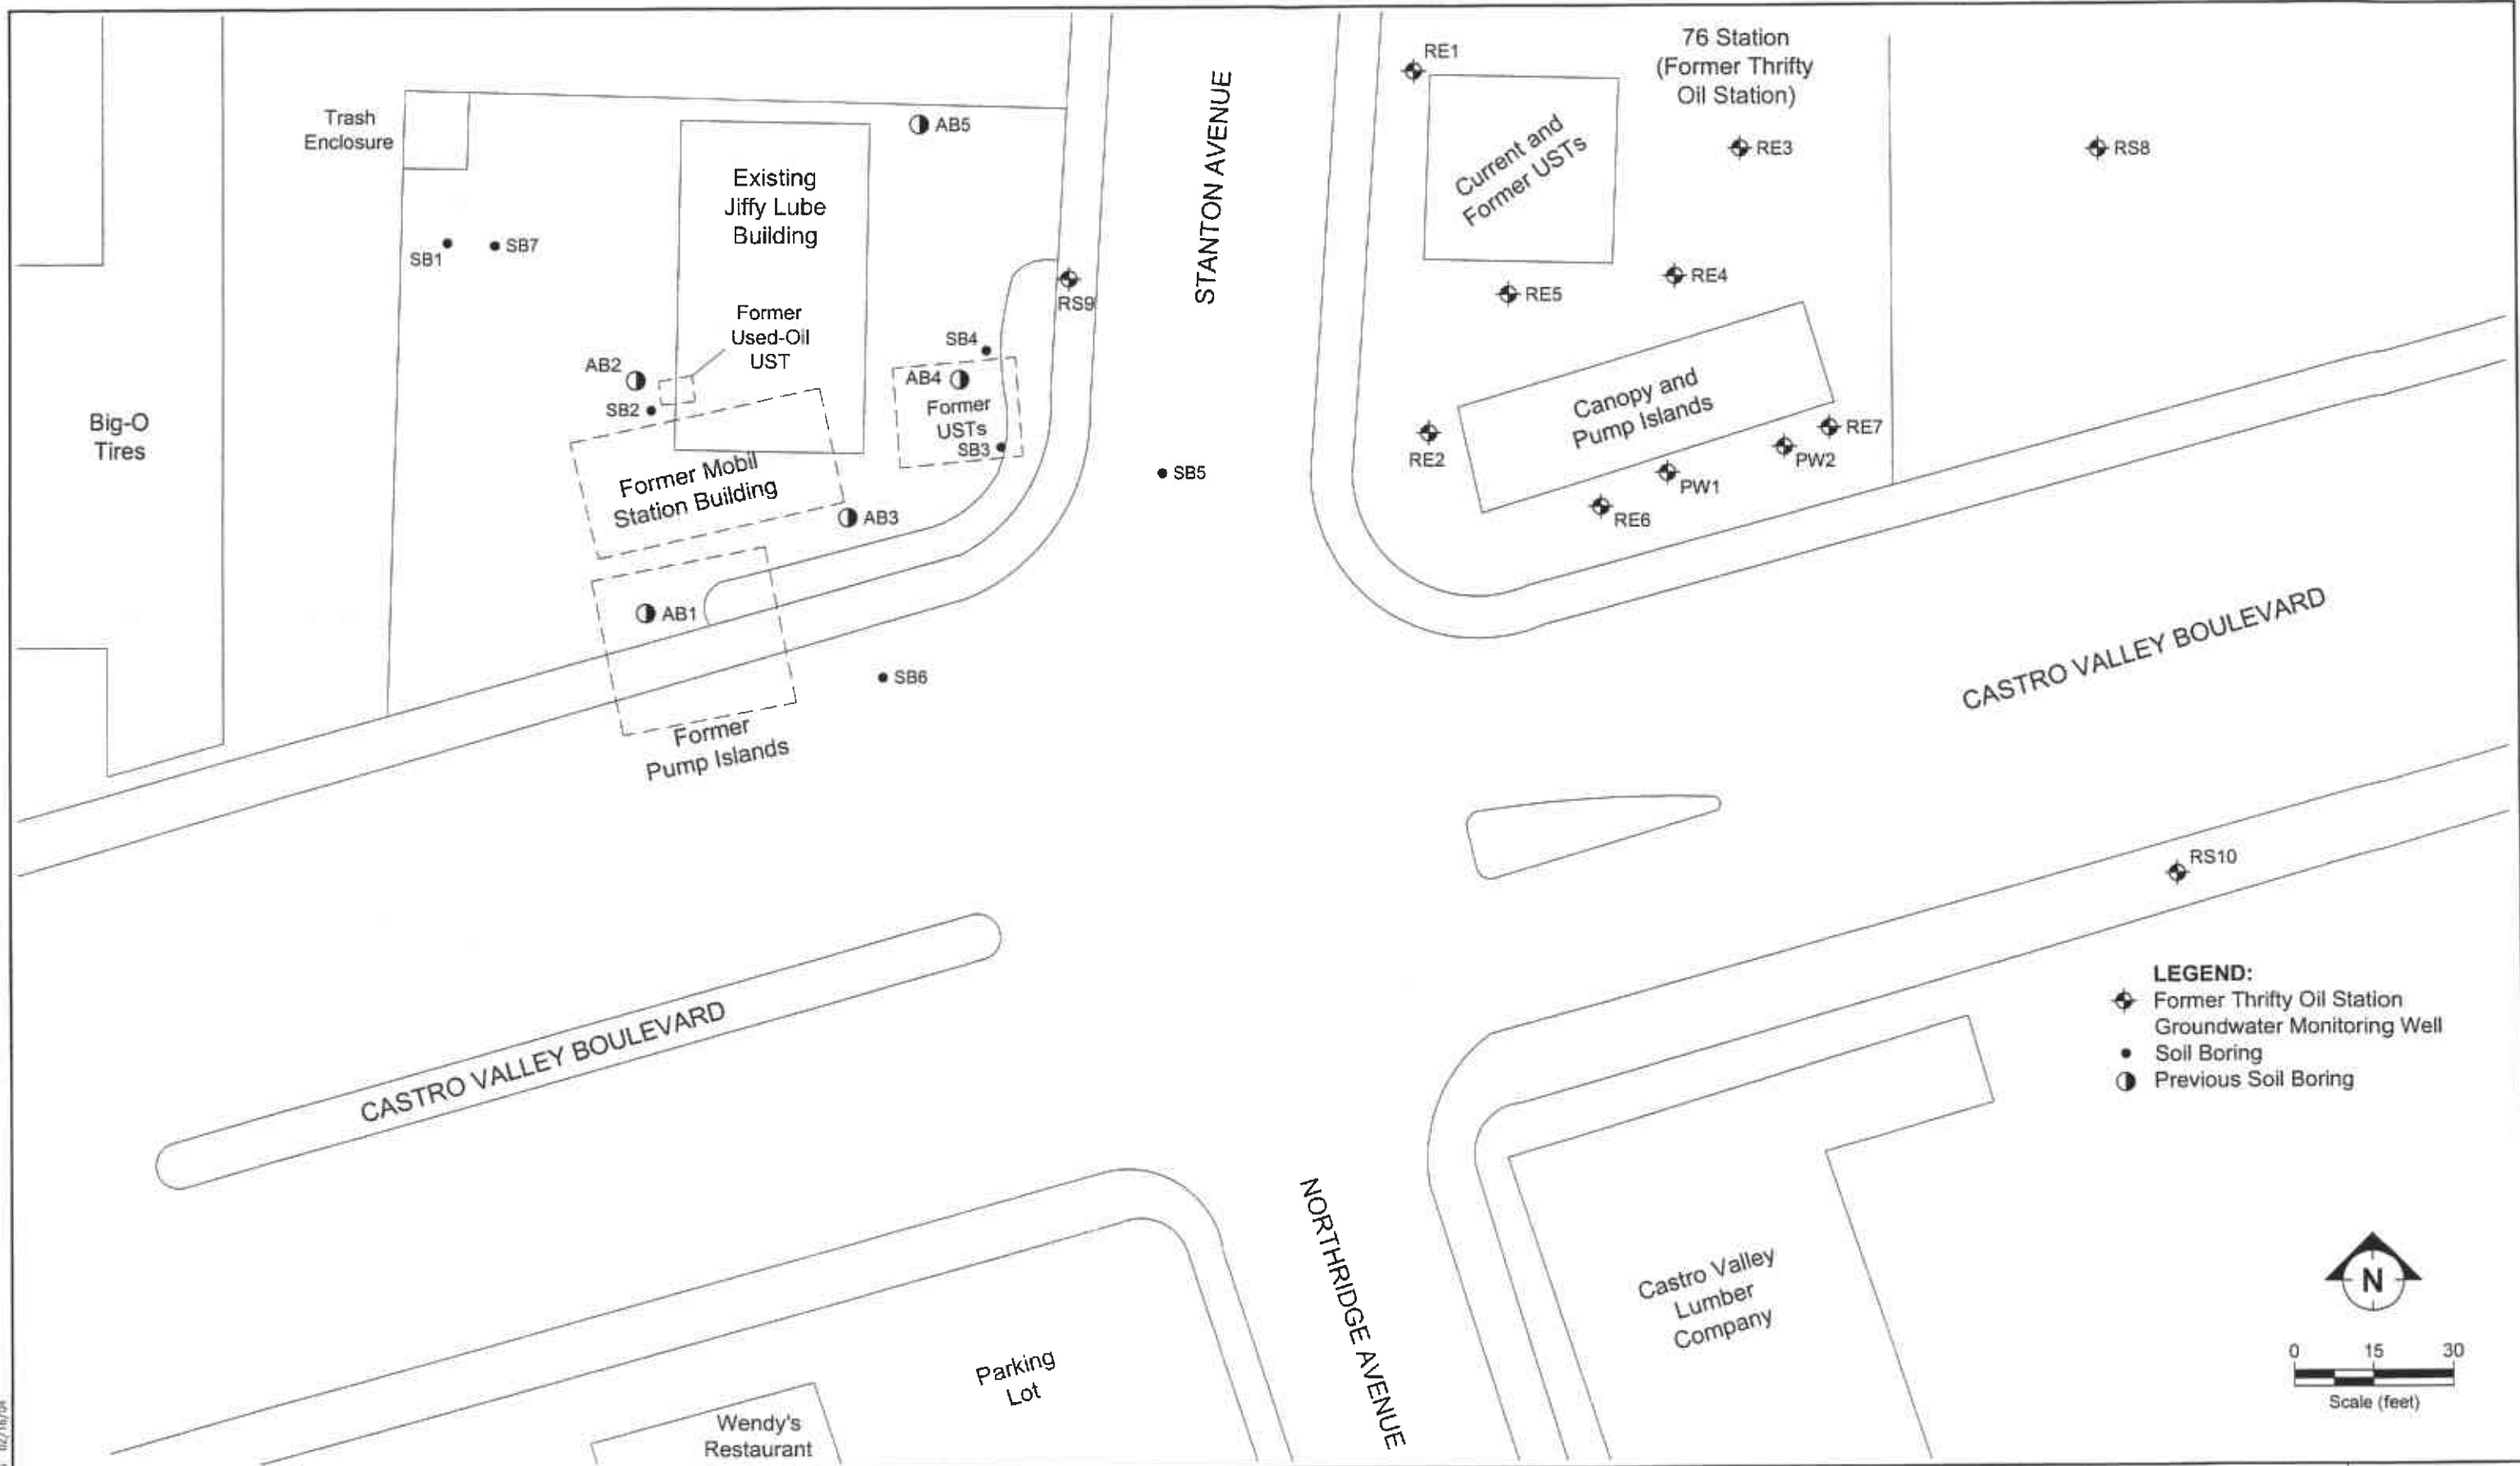 Trash
Enclosure
SB1
SB7
Existing
Jiffy Lube
Building
AB5
Former
Used-Oil
UST
AB2
SB2
Big-O
Tires
Former Mobil
Station Building
AB3
AB1
Former
Pump Islands
SB6
SB4
AB4
Former
USTs
SB3
RS9
SB5
STANTON AVENUE
RE1
76 Station
(Former Thrifty
Oil Station)
Current and
Former USTs
RE3
RS8
RE4
RE5
Canopy and
Pump Islands
RE2
RE7
PW2
PW1
RE6
CASTRO VALLEY BOULEVARD
RS10
CASTRO VALLEY BOULEVARD
LEGEND:
Former Thrifty Oil Station
Groundwater Monitoring Well
Soil Boring
Previous Soil Boring
NORTHRIDGE AVENUE
Castro Valley
Lumber
Company
Parking
Lot
Wendy's
Restaurant
N
0 15 30
Scale (feet)
02/18/04